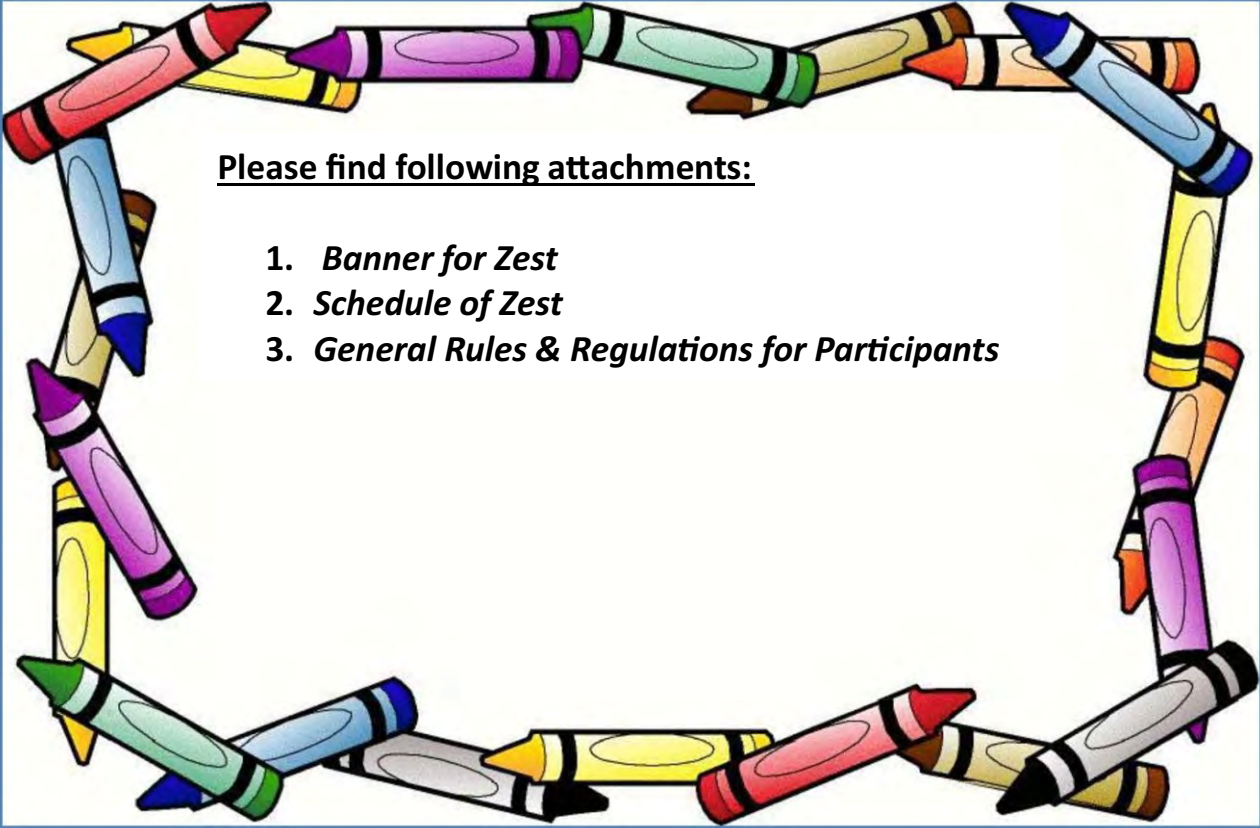 Please find following attachments:
1. Banner for Zest
2. Schedule of Zest
3. General Rules & Regulations for Participants